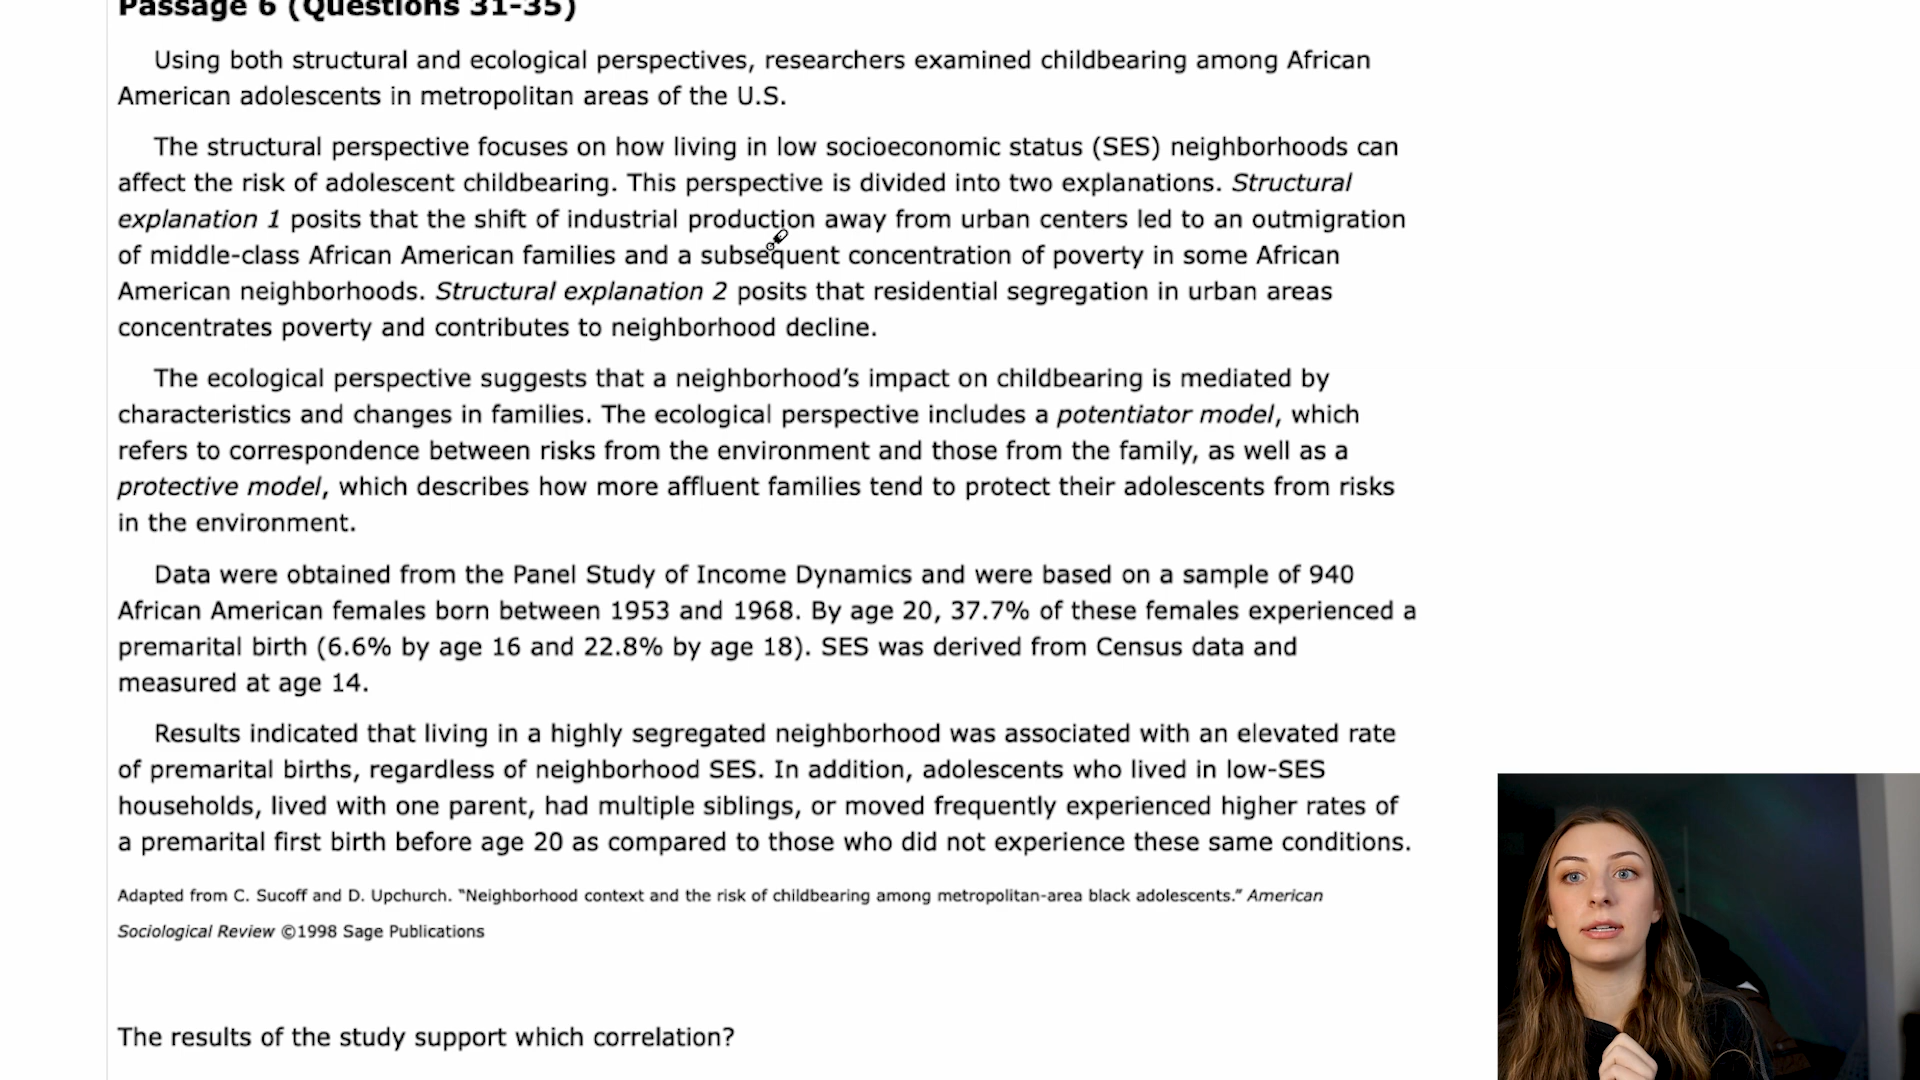 Passage 6 (Questions 31-35)
Using both structural and ecological perspectives, researchers examined childbearing among African
American adolescents in metropolitan areas of the U.S.
The structural perspective focuses on how living in low socioeconomic status (SES) neighborhoods can
affect the risk of adolescent childbearing. This perspective is divided into two explanations. Structural
explanation 1 posits that the shift of industrial production away from urban centers led to an outmigration
of middle-class African American families and a subsequent concentration of poverty in some African
American neighborhoods. Structural explanation 2 posits that residential segregation in urban areas
concentrates poverty and contributes to neighborhood decline.
The ecological perspective suggests that a neighborhood’s impact on childbearing is mediated by
characteristics and changes in families. The ecological perspective includes a potentiator model, which
refers to correspondence between risks from the environment and those from the family, as well as a
protective model, which describes how more affluent families tend to protect their adolescents from risks
in the environment.
Data were obtained from the Panel Study of Income Dynamics and were based on a sample of 940
African American females born between 1953 and 1968. By age 20, 37.7% of these females experienced a
premarital birth (6.6% by age 16 and 22.8% by age 18). SES was derived from Census data and
measured at age 14.
Results indicated that living in a highly segregated neighborhood was associated with an elevated rate
of premarital births, regardless of neighborhood SES. In addition, adolescents who lived in low-SES
households, lived with one parent, had multiple siblings, or moved frequently experienced higher rates of
a premarital first birth before age 20 as compared to those who did not experience these same conditions.
Adapted from C. Sucoff and D. Upchurch. “Neighborhood context and the risk of childbearing among metropolitan-area black adolescents.” American
Sociological Review ©1998 Sage Publications
The results of the study support which correlation?